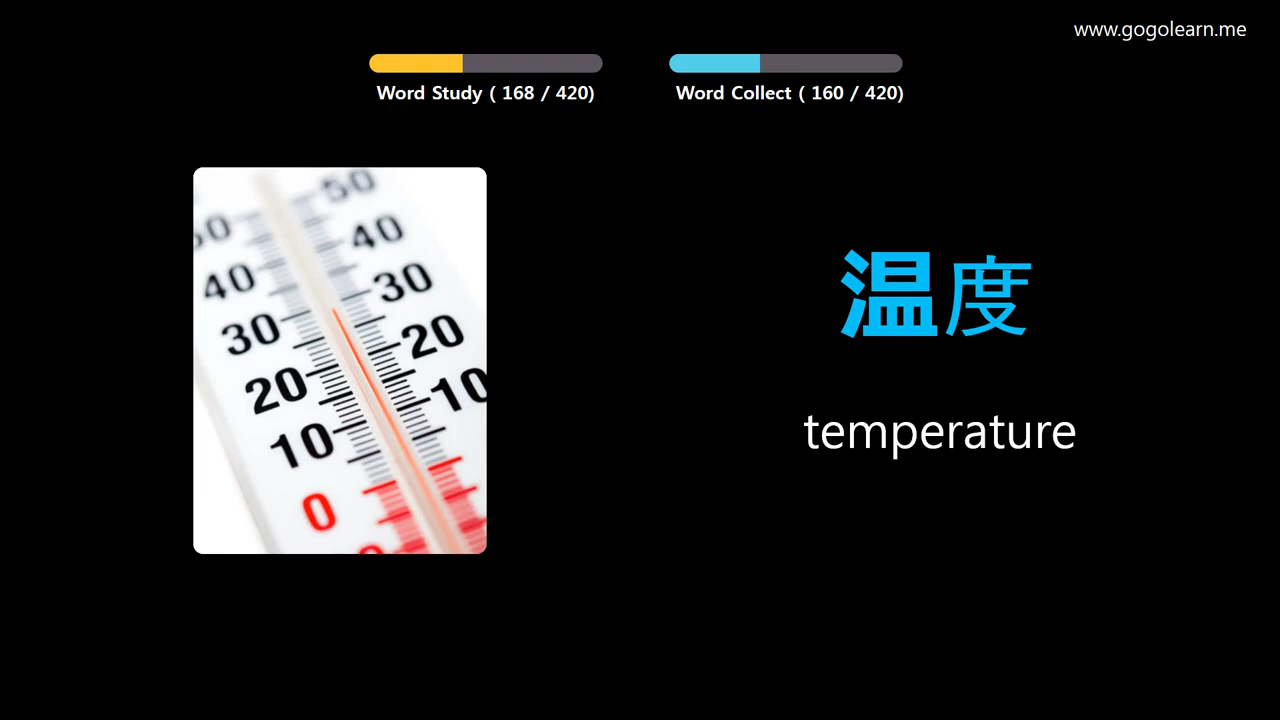 www.gogolearn.me
Word Study ( 168 / 420)
Word Collect ( 160 / 420)
50
50
40
40
30
30
20
20
10
10
0
温度
temperature